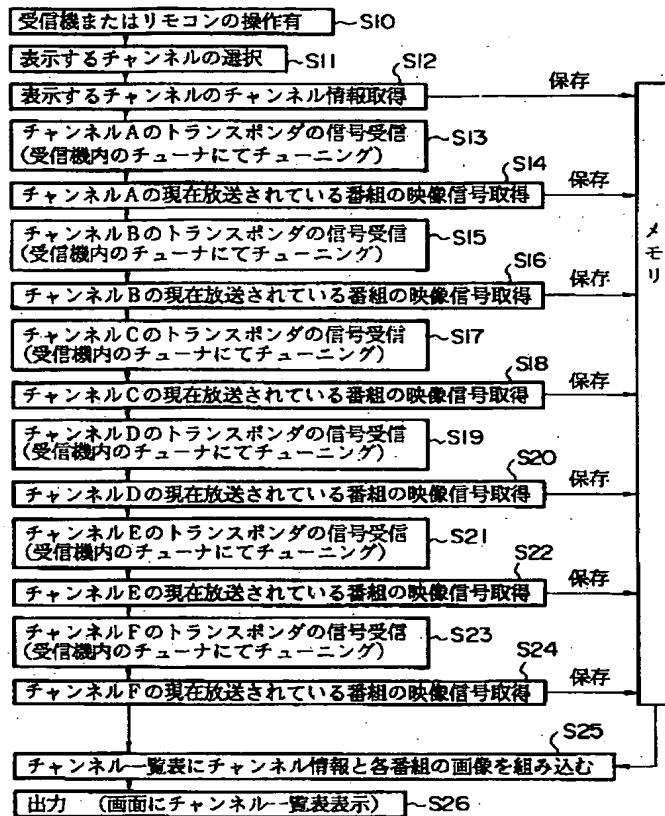 受信機またはリモコンの操作有 S10
表示するチャンネルの選択 S11
S12
表示するチャンネルのチャンネル情報取得 保存
チャンネルAのトランスポンダの信号受信
(受信機内のチューナにてチューニング) S13
S14
チャンネルAの現在放送されている番組の映像信号取得 保存
チャンネルBのトランスポンダの信号受信
(受信機内のチューナにてチューニング) S15
S16
チャンネルBの現在放送されている番組の映像信号取得 保存
チャンネルCのトランスポンダの信号受信
(受信機内のチューナにてチューニング) S17
S18
チャンネルCの現在放送されている番組の映像信号取得 保存
チャンネルDのトランスポンダの信号受信
(受信機内のチューナにてチューニング) S19
S20
チャンネルDの現在放送されている番組の映像信号取得 保存
チャンネルEのトランスポンダの信号受信
(受信機内のチューナにてチューニング) S21
S22
チャンネルEの現在放送されている番組の映像信号取得 保存
チャンネルFのトランスポンダの信号受信
(受信機内のチューナにてチューニング) S23
S24
チャンネルFの現在放送されている番組の映像信号取得 保存
メモリ
S25
チャンネル一覧表にチャンネル情報と各番組の画像を組み込む
出力 (画面にチャンネル一覧表表示) S26